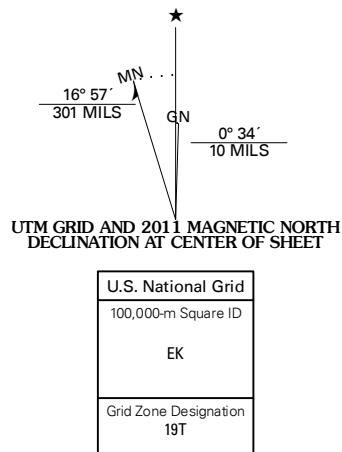 ★
MN
GN
16° 57´
301 MILS
0° 34´
10 MILS
UTM GRID AND 2011 MAGNETIC NORTH
DECLINATION AT CENTER OF SHEET
U.S. National Grid
100,000-m Square ID
EK
Grid Zone Designation
19T